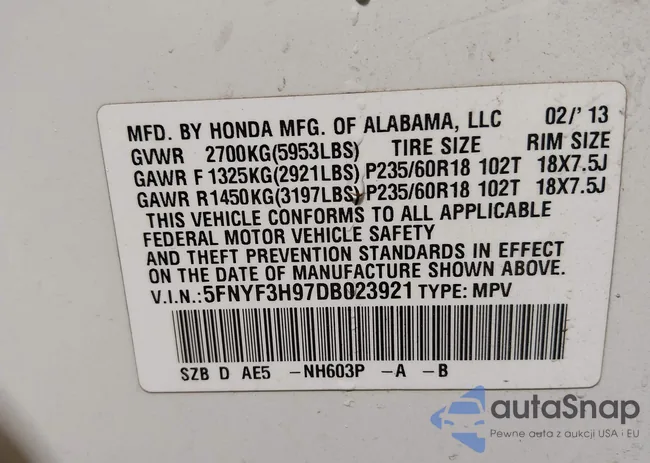 MFD. BY HONDA MFG. OF ALABAMA, LLC 02/'13
GVWR 2700KG(5953LBS) TIRE SIZE RIM SIZE
GAWR F 1325KG(2921LBS) P235/60R18 102T 18X7.5J
GAWR R1450KG(3197LBS) P235/60R18 102T 18X7.5J
THIS VEHICLE CONFORMS TO ALL APPLICABLE
FEDERAL MOTOR VEHICLE SAFETY
AND THEFT PREVENTION STANDARDS IN EFFECT
ON THE DATE OF MANUFACTURE SHOWN ABOVE.
V.I.N.:5FNYF3H97DB023921 TYPE: MPV
SZB D AE5 -NH603P -A -B
autaSnap
Pewne auta z aukcji USA · EU